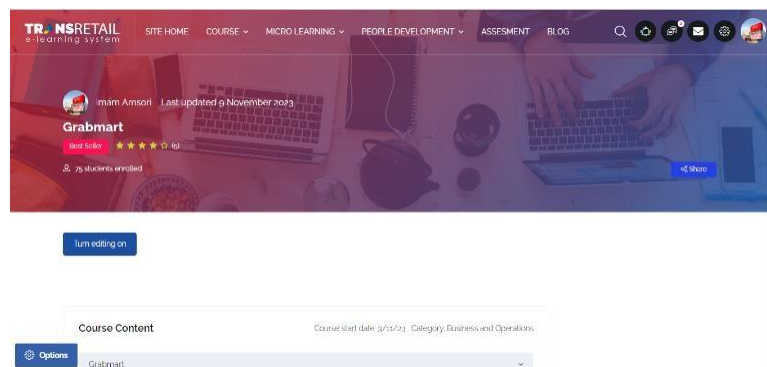 TRANSRETAIL
e-learning system
SITE HOME COURSE MICRO LEARNING PEOPLE DEVELOPMENT ASSESMENT BLOG
Imam Amsori Last updated 9 November 2023
Grabmart
Best Seller (5)
75 students enrolled
Share
Turn editing on
Course Content Course start date: 3/11/23 Category: Business and Operations
Options
Grabmart